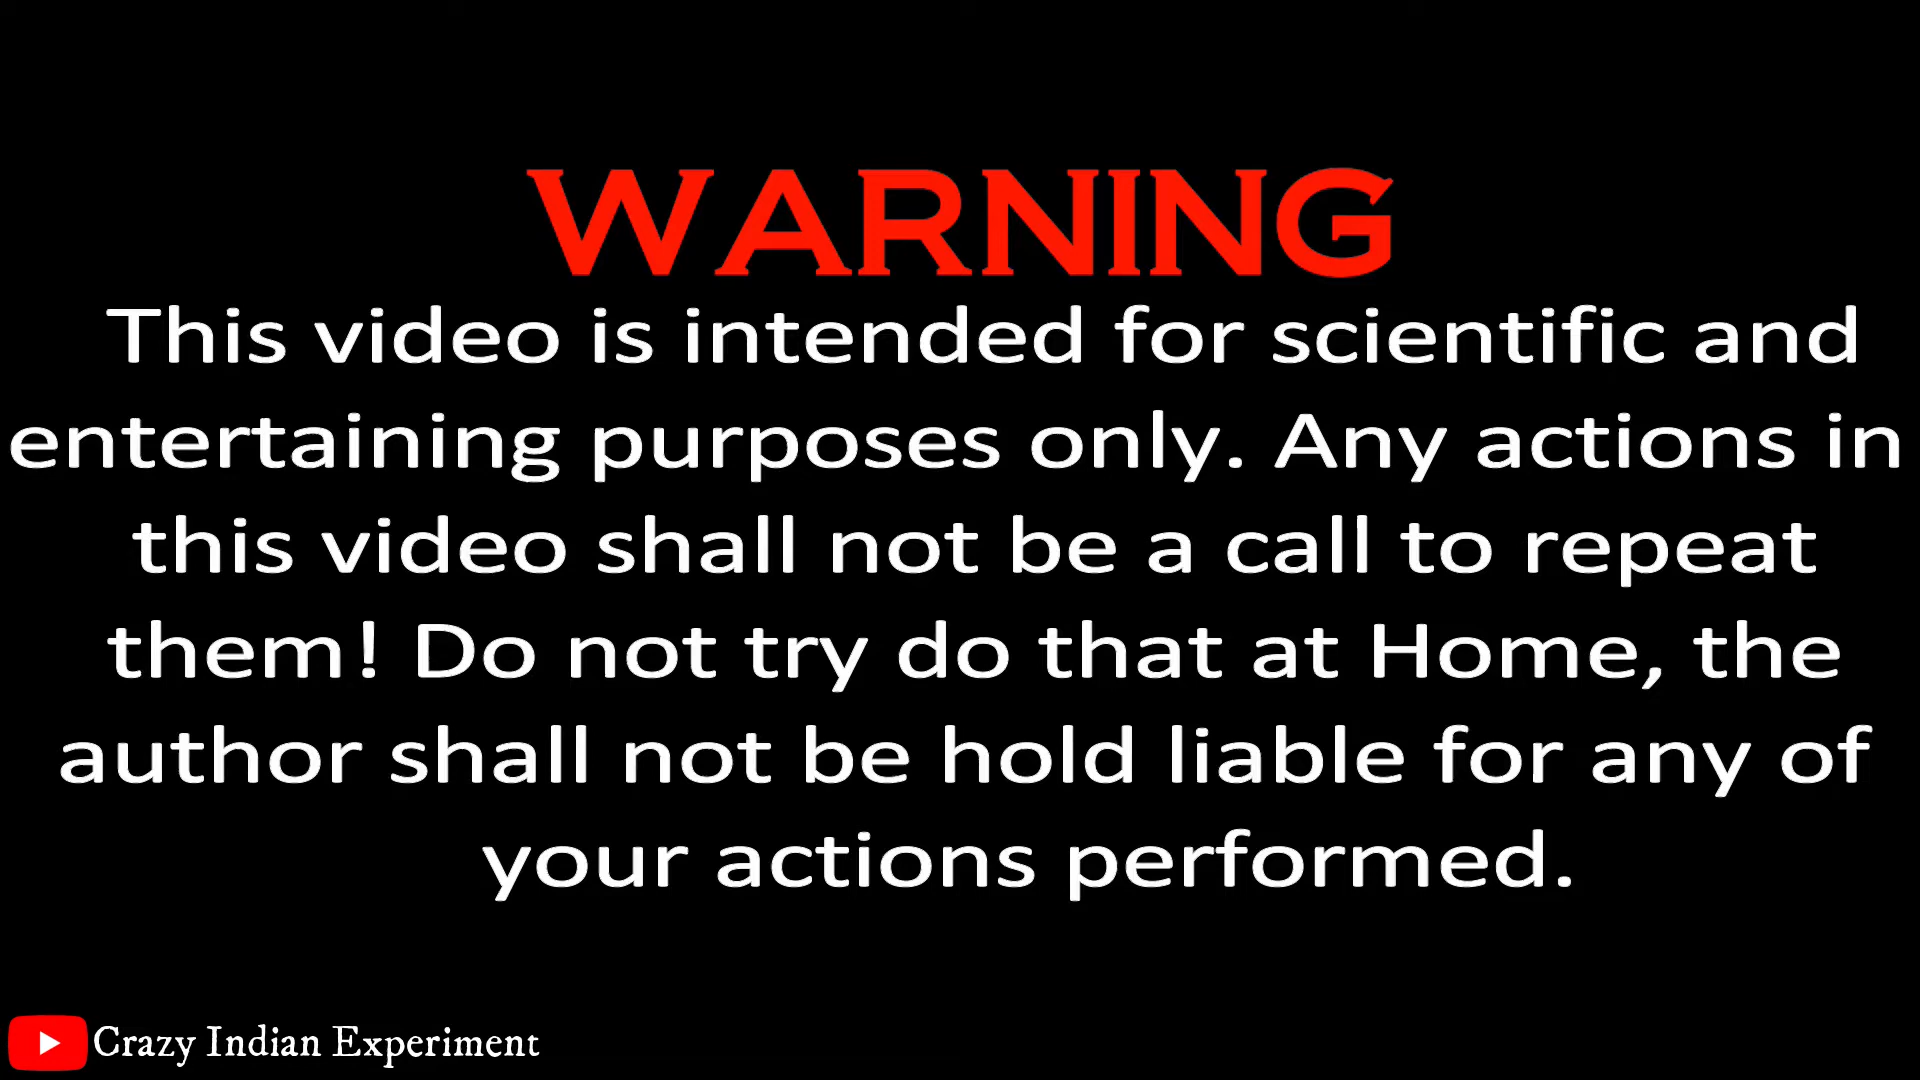 WARNING
This video is intended for scientific and
entertaining purposes only. Any actions in
this video shall not be a call to repeat
them! Do not try do that at Home, the
author shall not be hold liable for any of
your actions performed.
Crazy Indian Experiment